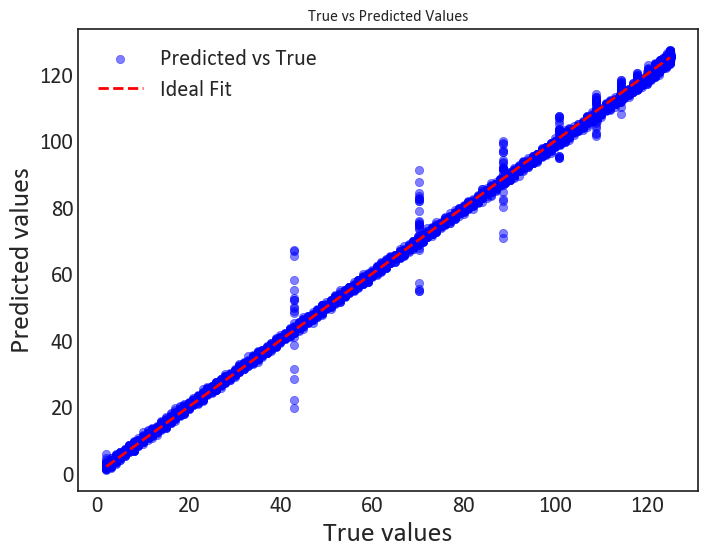 True vs Predicted Values
Predicted vs True
Ideal Fit
120
100
80
60
40
20
0
Predicted values
0 20 40 60 80 100 120
True values